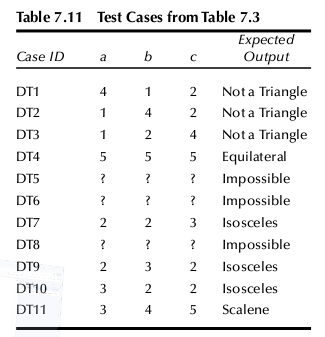 Table 7.11 Test Cases from Table 7.3
Case ID a b c Expected Output
DT1 4 1 2 Not a Triangle
DT2 1 4 2 Not a Triangle
DT3 1 2 4 Not a Triangle
DT4 5 5 5 Equilateral
DT5 ? ? ? Impossible
DT6 ? ? ? Impossible
DT7 2 2 3 Isosceles
DT8 ? ? ? Impossible
DT9 2 3 2 Isosceles
DT10 3 2 2 Isosceles
DT11 3 4 5 Scalene